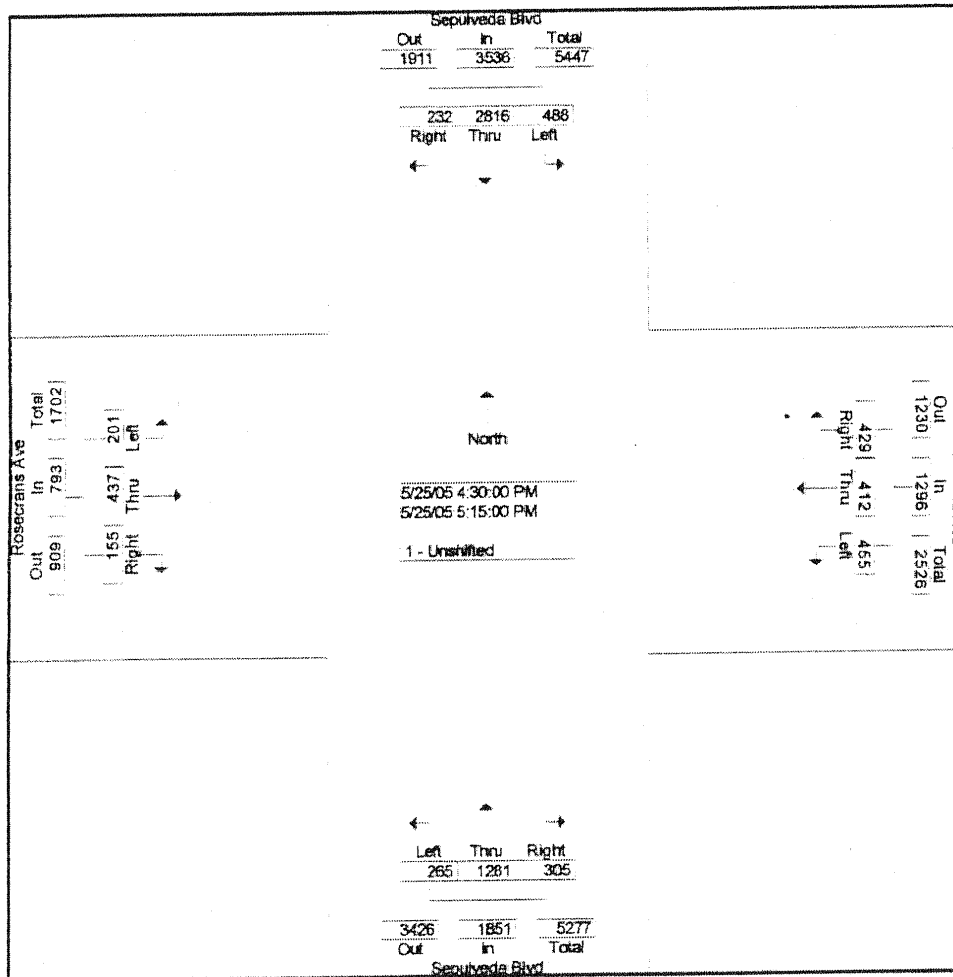 Sepulveda Blvd
Out In Total
1911 3536 5447
232 2816 488
Right Thru Left
Rosecrans Ave
Total In Out
1702 793 909
201 437 155
Left Thru Right
North
5/25/05 4:30:00 PM
5/25/05 5:15:00 PM
1 - Unshifted
Out In Total
1230 1296 2526
429 412 455
Right Thru Left
Left Thru Right
265 1281 305
3426 1851 5277
Out In Total
Sepulveda Blvd